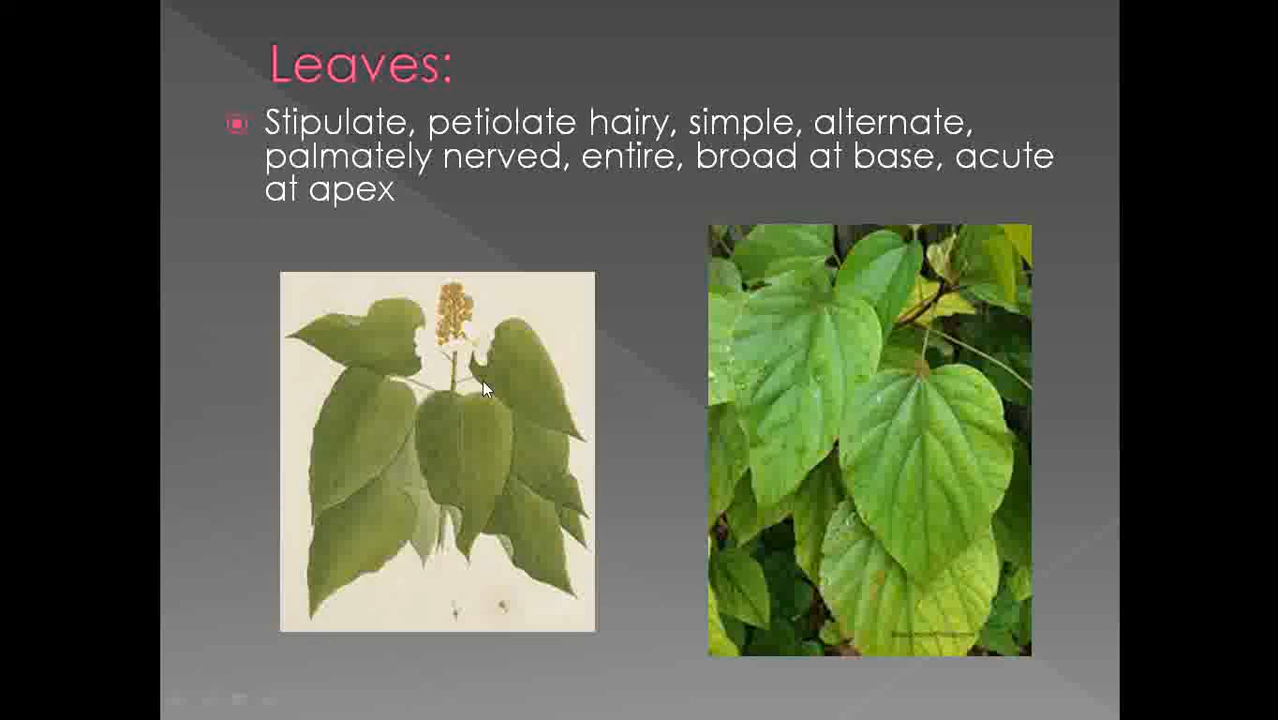 Leaves:
Stipulate, petiolate hairy, simple, alternate,
palmately nerved, entire, broad at base, acute
at apex